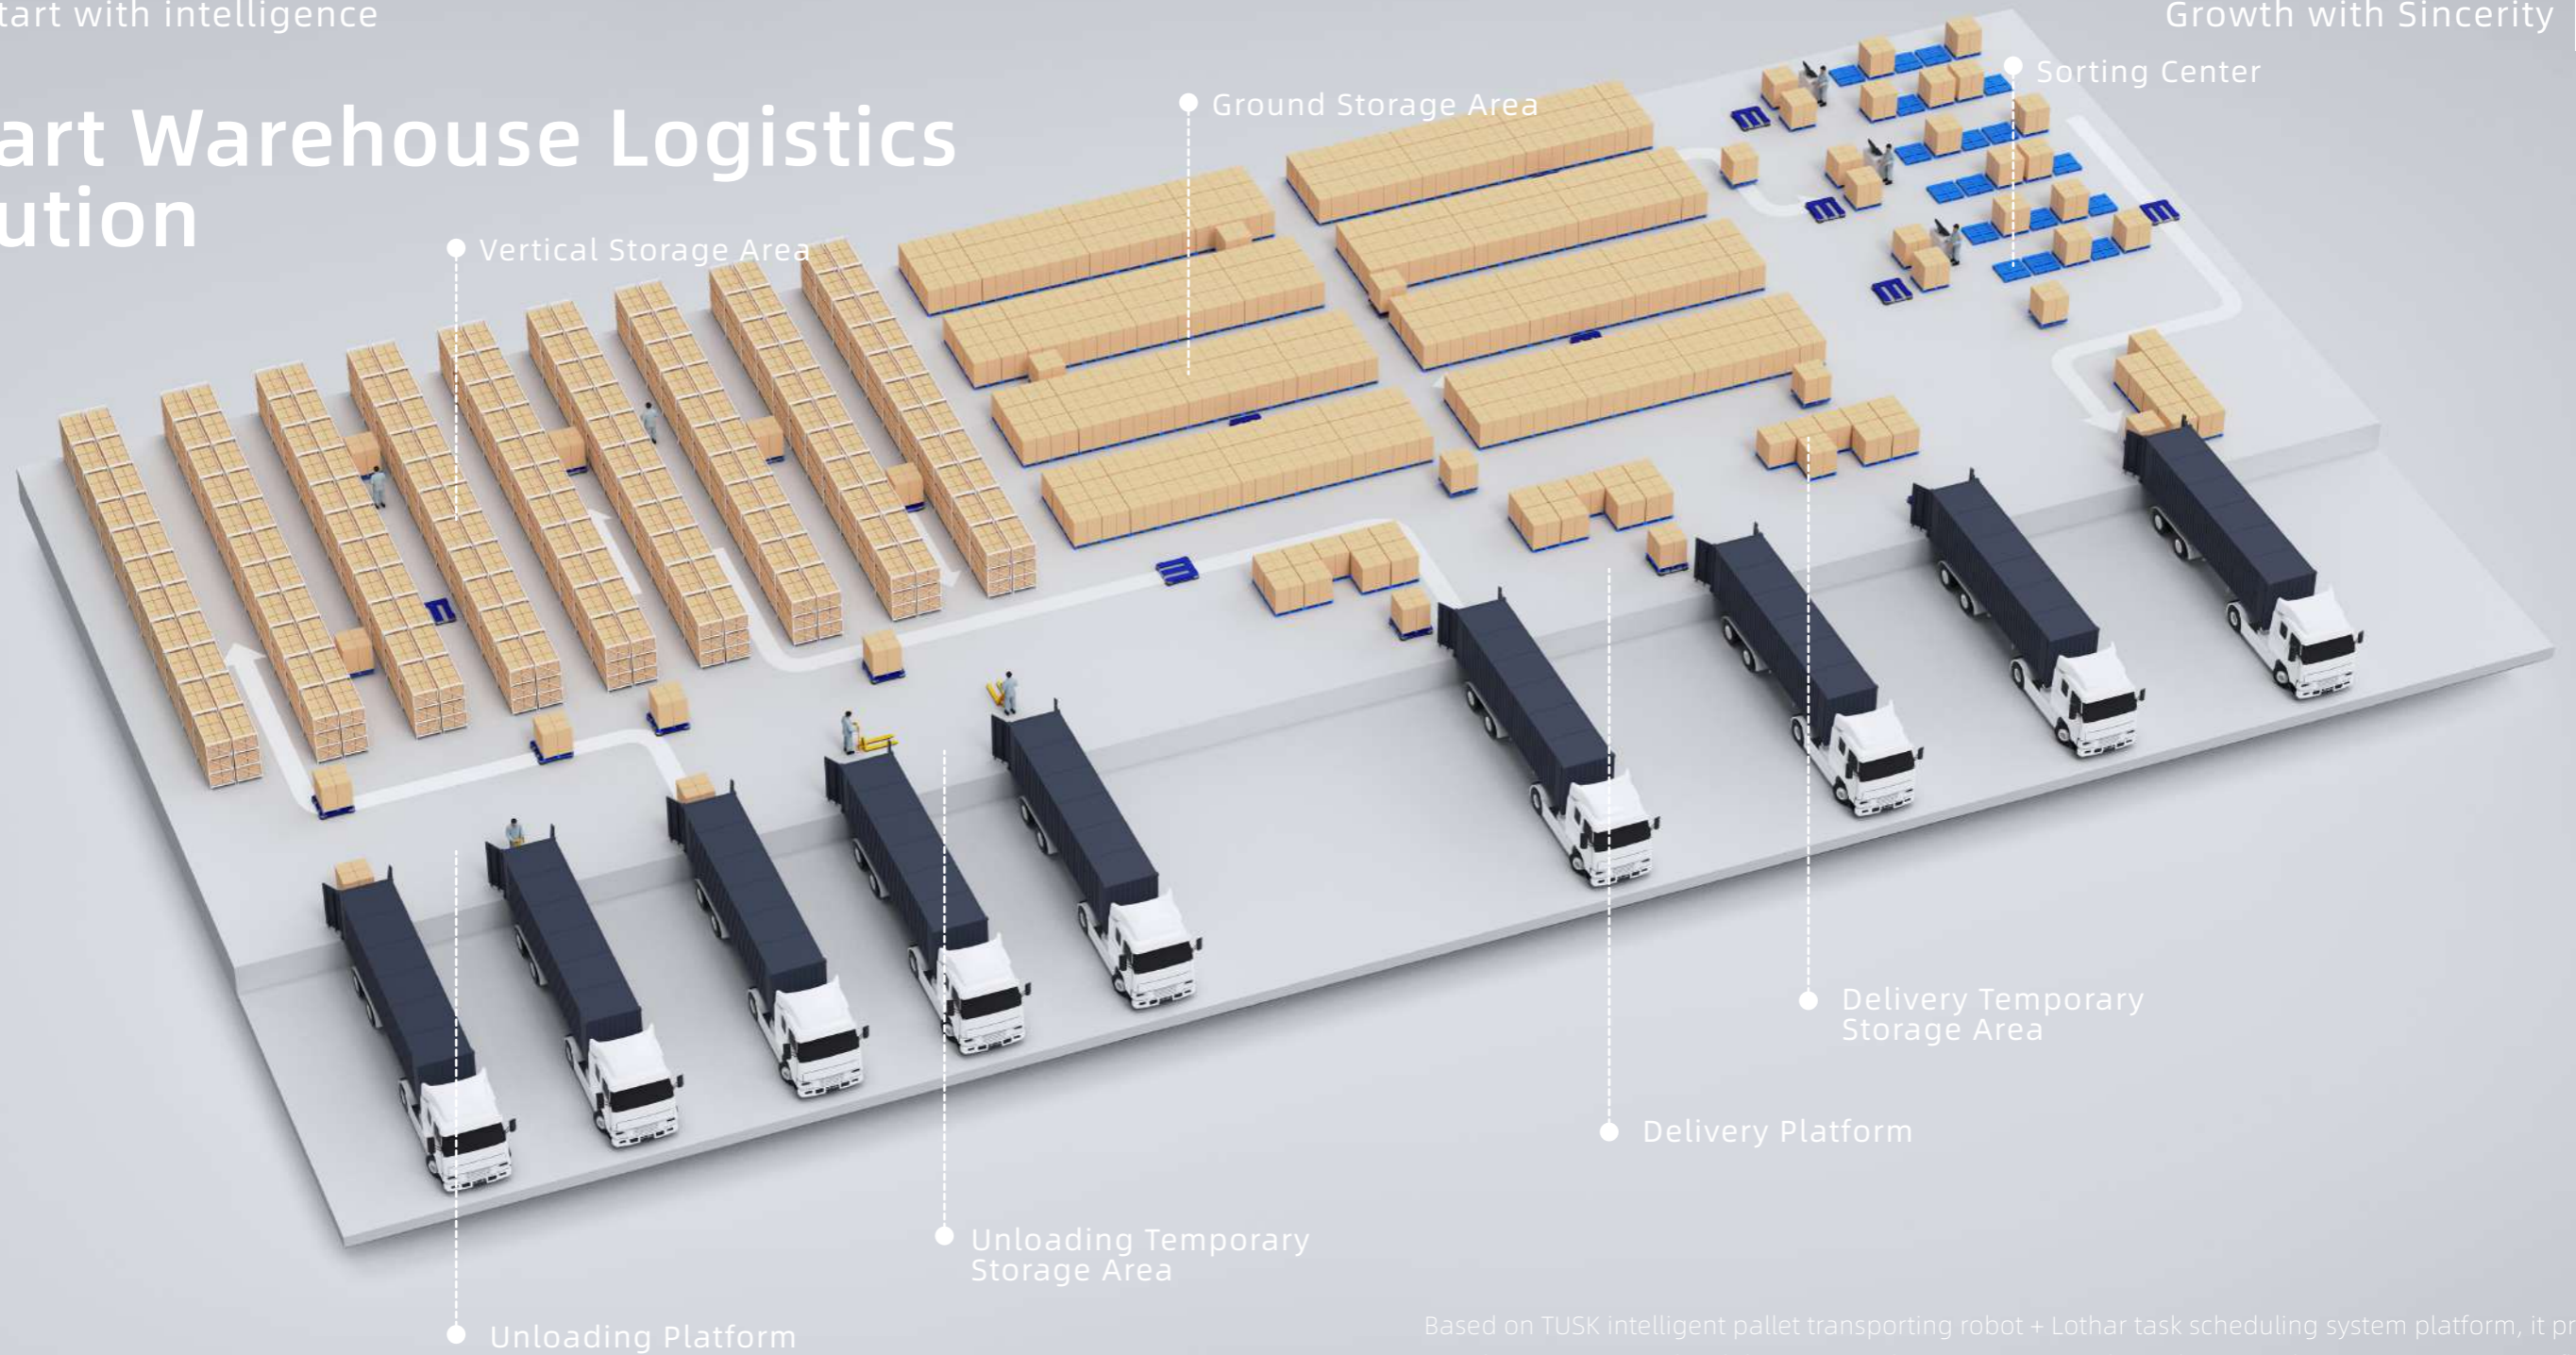 tart with intelligence
Growth with Sincerity
art Warehouse Logistics
ution
Sorting Center
Ground Storage Area
Vertical Storage Area
Delivery Temporary
Storage Area
Delivery Platform
Unloading Temporary
Storage Area
Unloading Platform
Based on TUSK intelligent pallet transporting robot + Lothar task scheduling system platform, it pr